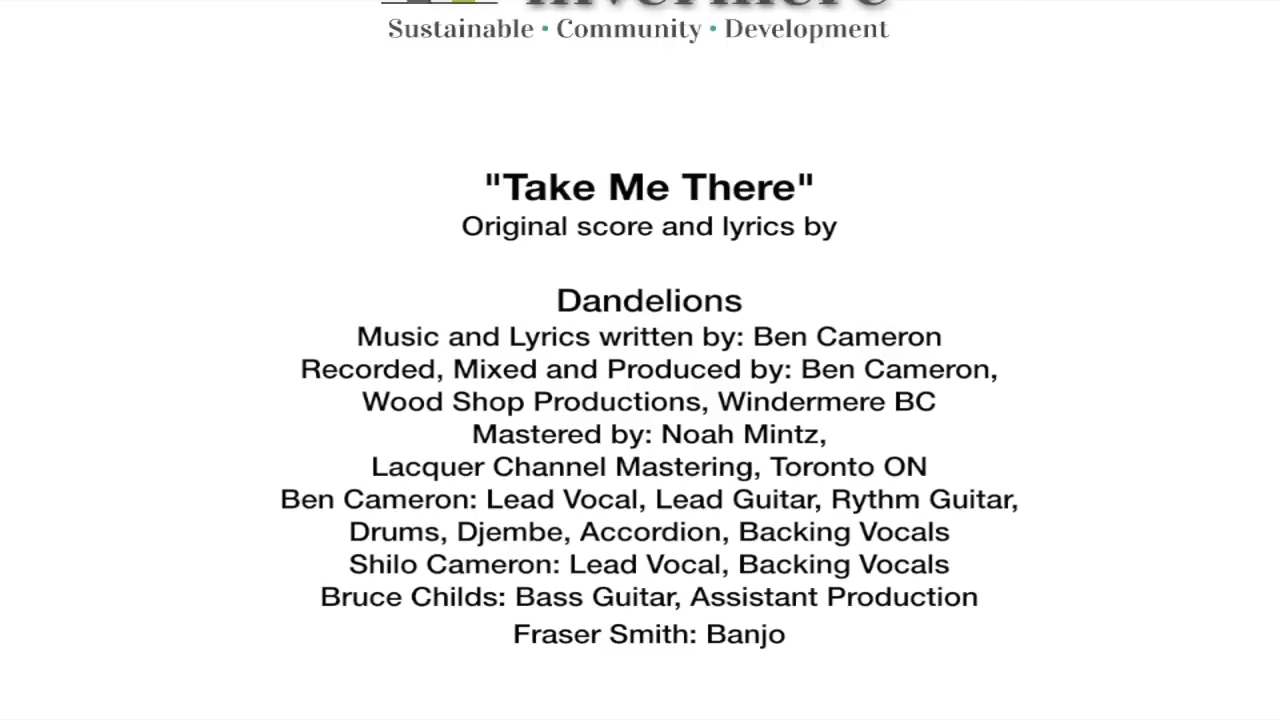 Invermere
Sustainable • Community • Development
"Take Me There"
Original score and lyrics by
Dandelions
Music and Lyrics written by: Ben Cameron
Recorded, Mixed and Produced by: Ben Cameron,
Wood Shop Productions, Windermere BC
Mastered by: Noah Mintz,
Lacquer Channel Mastering, Toronto ON
Ben Cameron: Lead Vocal, Lead Guitar, Rythm Guitar,
Drums, Djembe, Accordion, Backing Vocals
Shilo Cameron: Lead Vocal, Backing Vocals
Bruce Childs: Bass Guitar, Assistant Production
Fraser Smith: Banjo